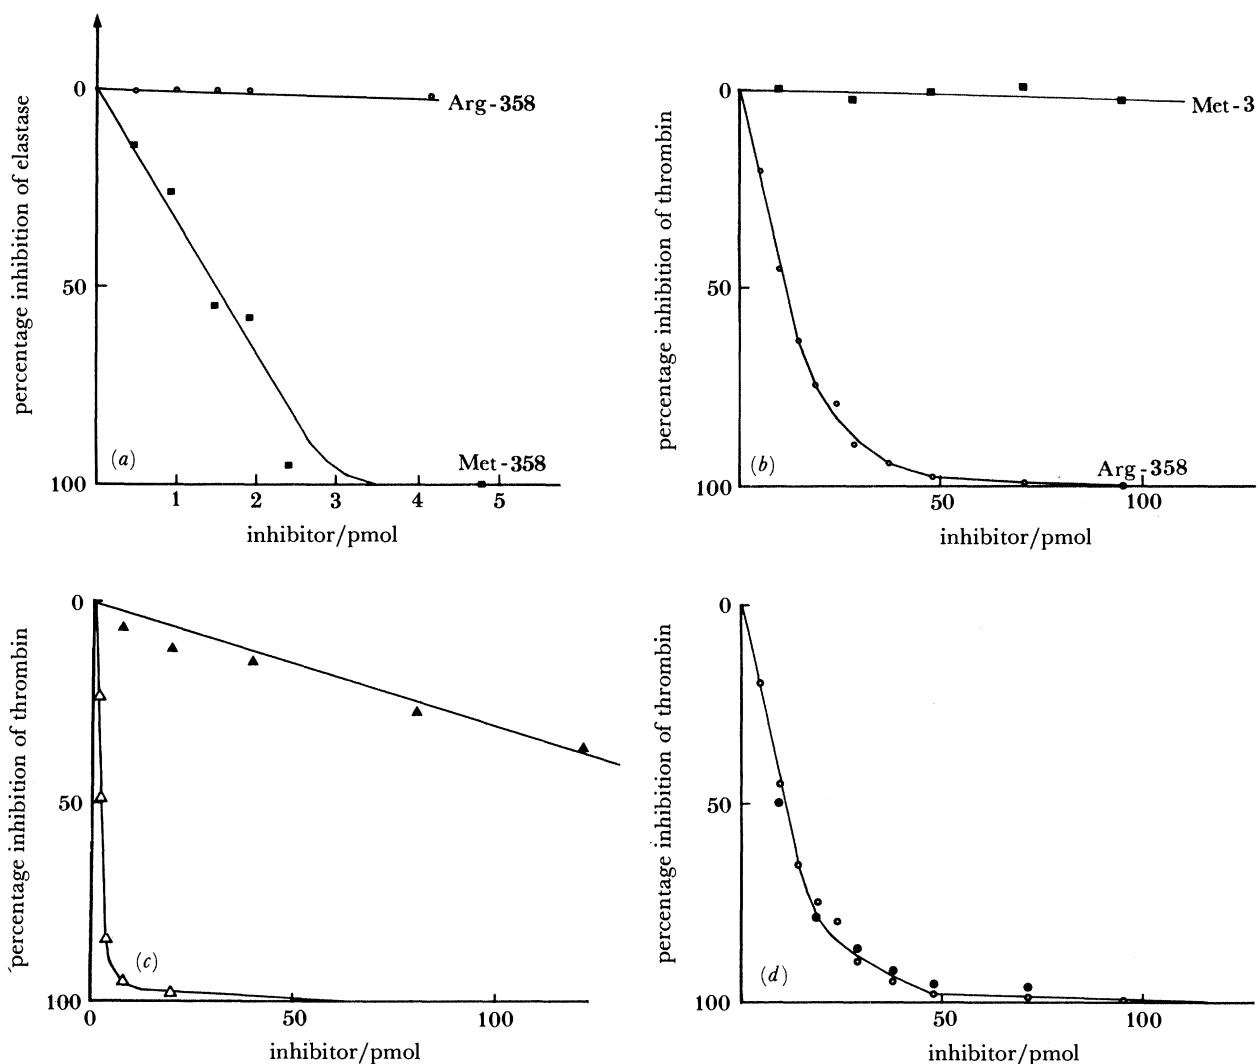 0
Arg-358
50
100
percentage inhibition of elastase
(a)
Met-358
1 2 3 4 5
inhibitor/pmol
0
Met-3
50
100
percentage inhibition of thrombin
(b)
Arg-358
50 100
inhibitor/pmol
0
50
100
percentage inhibition of thrombin
(c)
0 50 100
inhibitor/pmol
0
50
100
percentage inhibition of thrombin
(d)
50 100
inhibitor/pmol